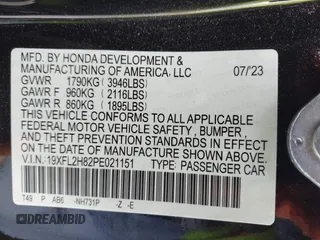 MFD. BY HONDA DEVELOPMENT &
MANUFACTURING OF AMERICA, LLC
GVWR 1790KG ( 3946LBS) 07/'23
GAWR F 960KG ( 2116LBS)
GAWR R 860KG ( 1895LBS)
THIS VEHICLE CONFORMS TO ALL APPLICABLE
FEDERAL MOTOR VEHICLE SAFETY , BUMPER ,
AND THEFT PREVENTION STANDARDS IN EFFECT
ON THE DATE OF MANUFACTURE SHOWN ABOVE.
V.I.N. 19XFL2H82PE021151 TYPE: PASSENGER CAR
T49 P AB6 -NH731P -Z -E
DREAMBID